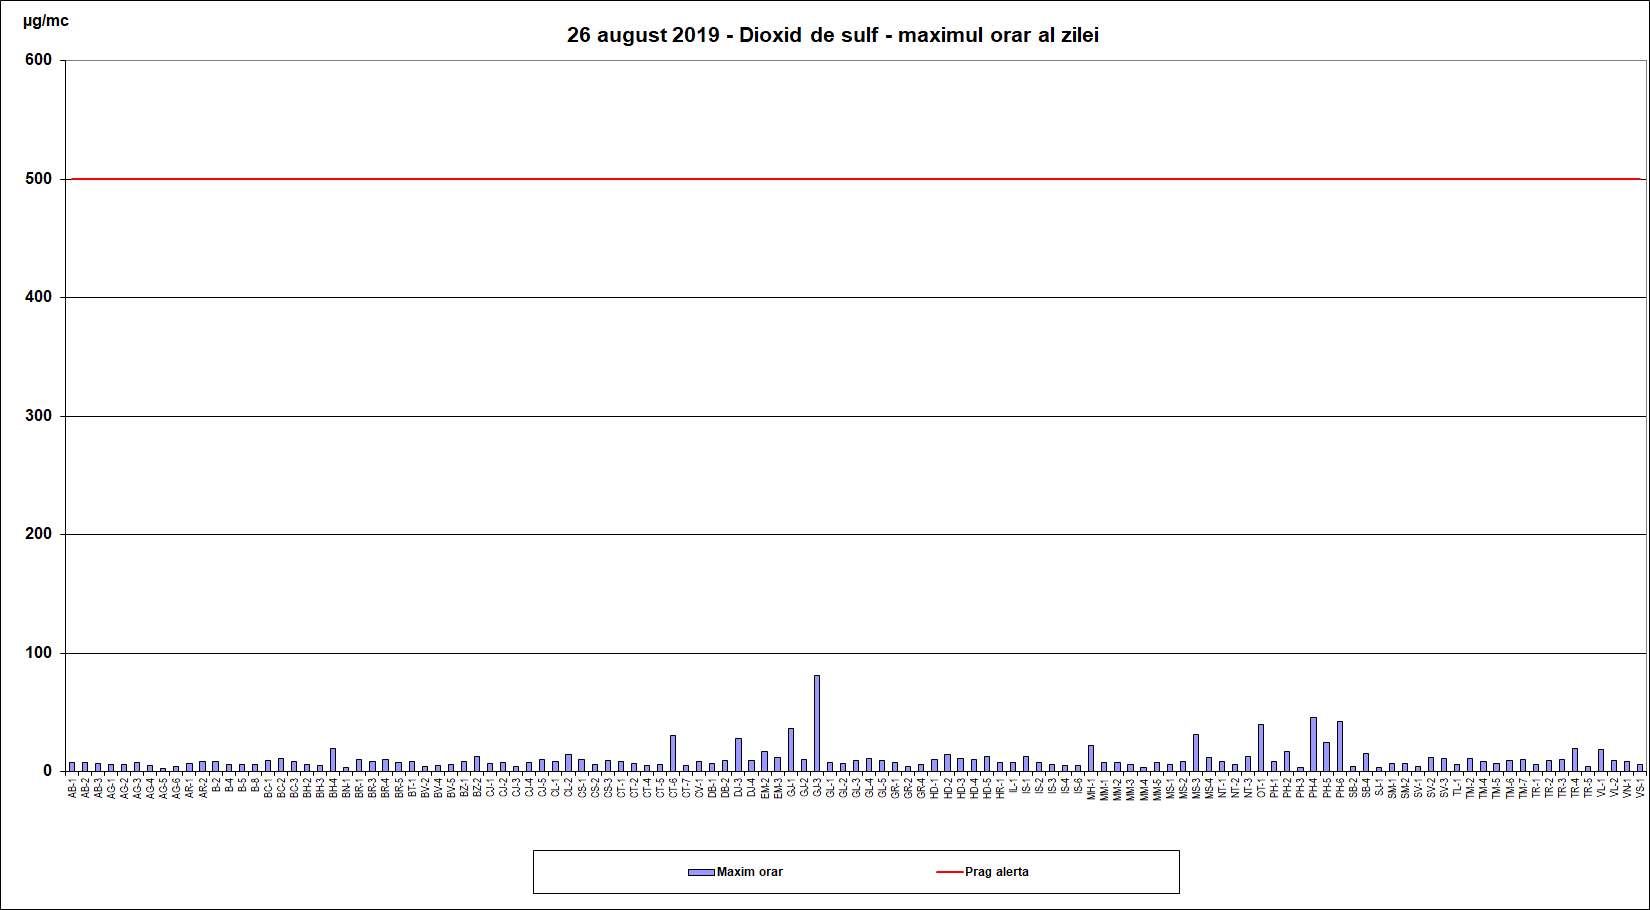 µg/mc
26 august 2019 - Dioxid de sulf - maximul orar al zilei
600
500
400
300
200
100
0
AB-1 AB-2 AB-3 AG-1 AG-2 AG-3 AG-4 AG-5 AG-6 AR-1 AR-2 B-2 B-4 B-5 B-8 BC-1 BC-2 BC-3 BH-2 BH-3 BH-4 BN-1 BR-1 BR-3 BR-4 BR-5 BT-1 BV-2 BV-4 BV-5 BZ-1 BZ-2 CJ-1 CJ-2 CJ-3 CJ-4 CJ-5 CL-1 CL-2 CS-1 CS-2 CS-3 CT-1 CT-2 CT-4 CT-5 CT-6 CT-7 CV-1 DB-1 DB-2 DJ-3 DJ-4 EM-2 EM-3 GJ-1 GJ-2 GJ-3 GL-1 GL-2 GL-3 GL-4 GL-5 GR-1 GR-2 GR-4 HD-1 HD-2 HD-3 HD-4 HD-5 HR-1 IL-1 IS-1 IS-2 IS-3 IS-4 IS-6 MH-1 MM-1 MM-2 MM-3 MM-4 MM-5 MS-1 MS-2 MS-3 MS-4 NT-1 NT-2 NT-3 OT-1 PH-1 PH-2 PH-3 PH-4 PH-5 PH-6 SB-2 SB-4 SJ-1 SM-1 SM-2 SV-1 SV-2 SV-3 TL-1 TM-2 TM-4 TM-5 TM-6 TM-7 TR-1 TR-2 TR-3 TR-4 TR-5 VL-1 VL-2 VN-1 VS-1
Maxim orar Prag alerta